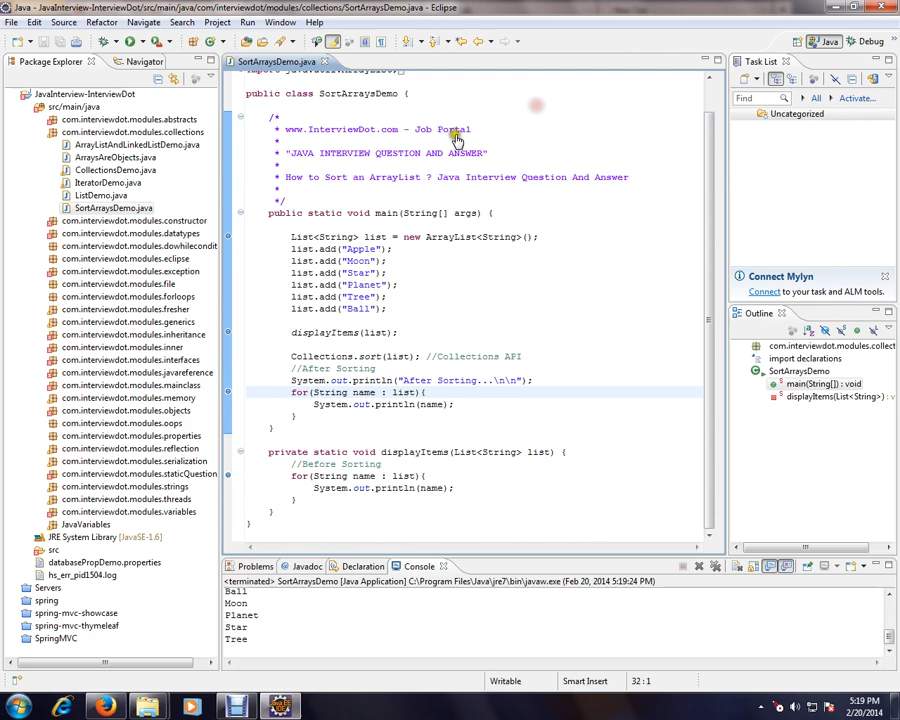 Java - JavaInterview-InterviewDot/src/main/java/com/interviewdot/modules/collections/SortArraysDemo.java - Eclipse
File Edit Source Refactor Navigate Search Project Run Window Help
Java Debug
Package Explorer Navigator
JavaInterview-InterviewDot
src/main/java
com.interviewdot.modules.abstracts
com.interviewdot.modules.collections
ArrayListAndLinkedListDemo.java
ArraysAreObjects.java
CollectionsDemo.java
IteratorDemo.java
ListDemo.java
SortArraysDemo.java
com.interviewdot.modules.constructor
com.interviewdot.modules.datatypes
com.interviewdot.modules.dowhilecondit
com.interviewdot.modules.eclipse
com.interviewdot.modules.exception
com.interviewdot.modules.file
com.interviewdot.modules.forloops
com.interviewdot.modules.fresher
com.interviewdot.modules.generics
com.interviewdot.modules.inheritance
com.interviewdot.modules.inner
com.interviewdot.modules.interfaces
com.interviewdot.modules.javareference
com.interviewdot.modules.mainclass
com.interviewdot.modules.methods
com.interviewdot.modules.objects
com.interviewdot.modules.oops
com.interviewdot.modules.properties
com.interviewdot.modules.reflection
com.interviewdot.modules.serialization
com.interviewdot.modules.staticQuestion
com.interviewdot.modules.strings
com.interviewdot.modules.threads
com.interviewdot.modules.variables
JavaVariables
JRE System Library [JavaSE-1.6]
src
databasePropDemo.properties
hs_err_pid1504.log
Servers
spring
spring-mvc-showcase
spring-mvc-thymeleaf
SpringMVC
SortArraysDemo.java
public class SortArraysDemo {
/*
* www.InterviewDot.com - Job Portal
*
* "JAVA INTERVIEW QUESTION AND ANSWER"
*
* How to Sort an ArrayList ? Java Interview Question And Answer
*
*/
public static void main(String[] args) {
List<String> list = new ArrayList<String>();
list.add("Apple");
list.add("Moon");
list.add("Star");
list.add("Planet");
list.add("Tree");
list.add("Ball");
displayItems(list);
Collections.sort(list); //Collections API
//After Sorting
System.out.println("After Sorting...\n\n");
for(String name : list){
System.out.println(name);
}
}
private static void displayItems(List<String> list) {
//Before Sorting
for(String name : list){
System.out.println(name);
}
}
}
Task List
Find All Activate...
Uncategorized
Connect Mylyn
Connect to your task and ALM tools.
Outline
com.interviewdot.modules.collect
import declarations
SortArraysDemo
main(String[]) : void
displayItems(List<String>) : v
Problems Javadoc Declaration Console
<terminated> SortArraysDemo [Java Application] C:\Program Files\Java\jre7\bin\javaw.exe (Feb 20, 2014 5:19:24 PM)
Ball
Moon
Planet
Star
Tree
Writable Smart Insert 32 : 1
5:19 PM
2/20/2014